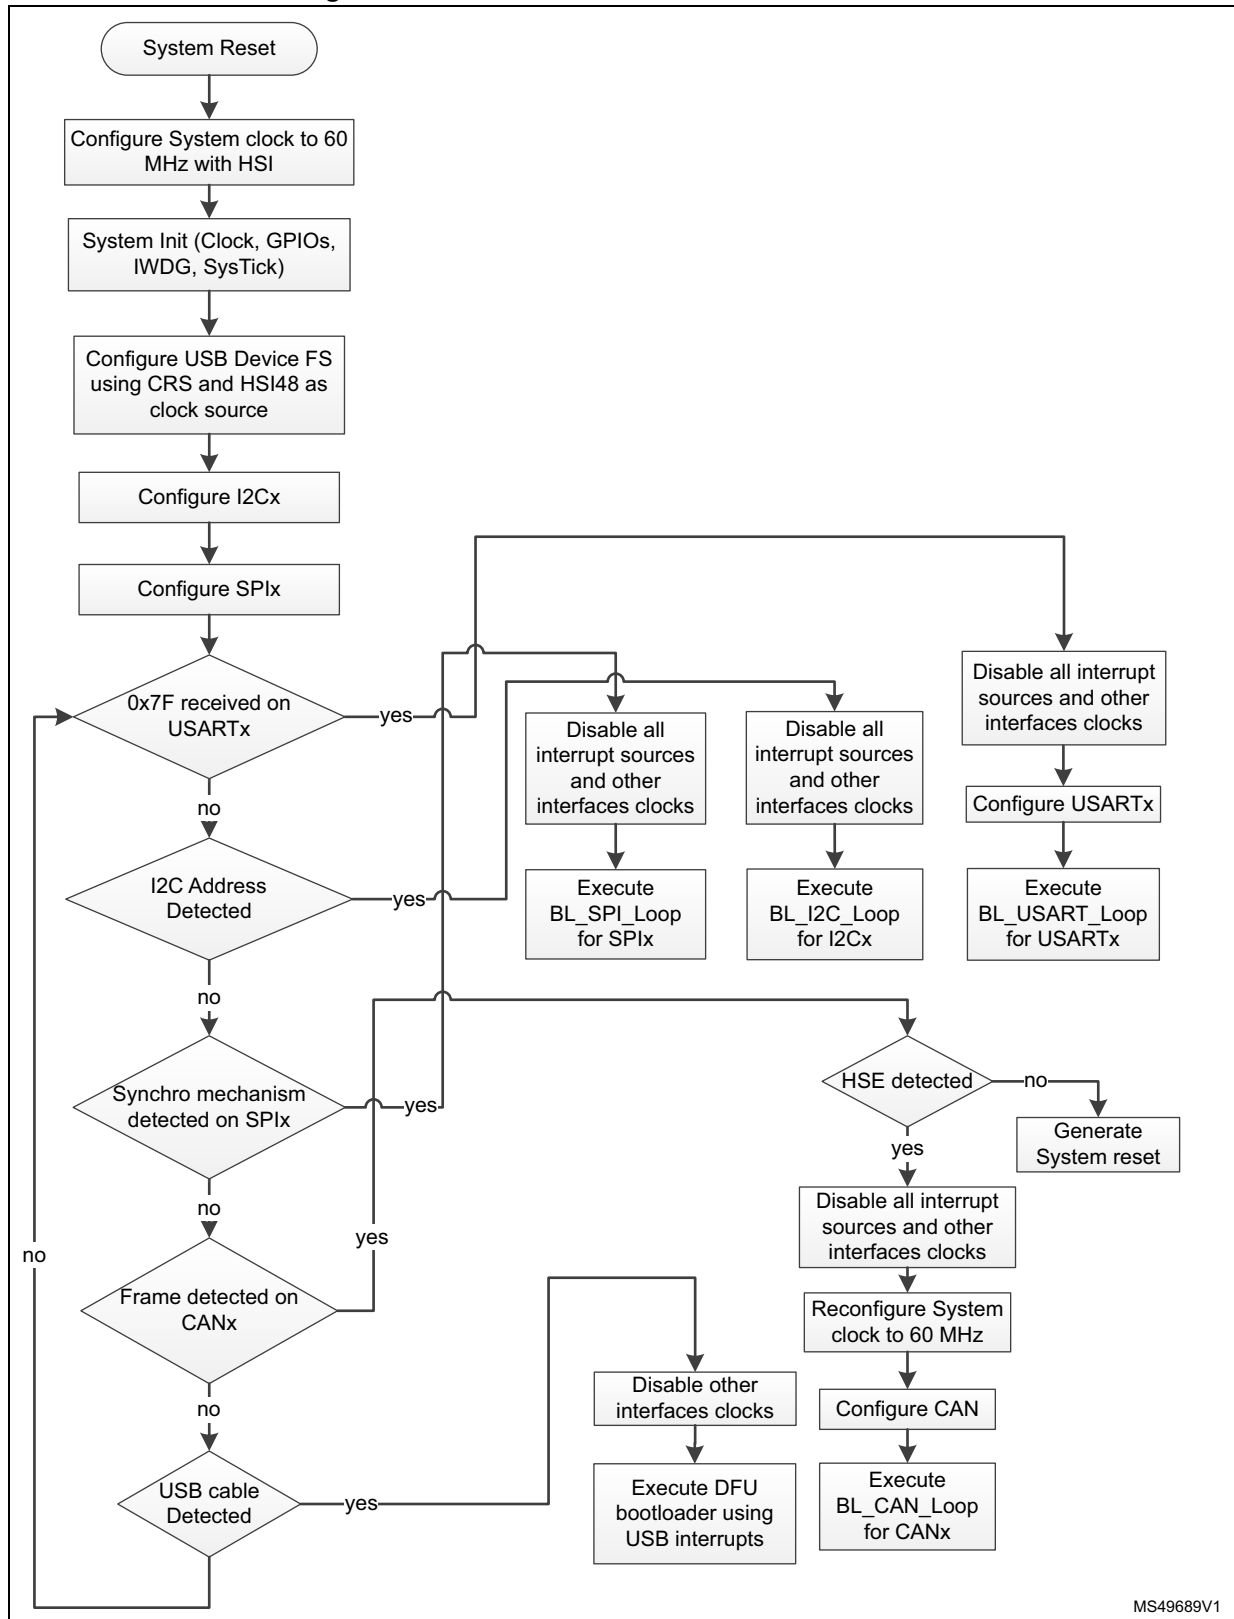 System Reset
Configure System clock to 60
MHz with HSI
System Init (Clock, GPIOs,
IWDG, SysTick)
Configure USB Device FS
using CRS and HSI48 as
clock source
Configure I2Cx
Configure SPIx
0x7F received on
USARTx
yes
no
I2C Address
Detected
yes
no
Synchro mechanism
detected on SPIx
yes
no
Frame detected on
CANx
yes
no
USB cable
Detected
yes
no
Disable all
interrupt sources
and other
interfaces clocks
Execute
BL_SPI_Loop
for SPIx
Disable all
interrupt sources
and other
interfaces clocks
Execute
BL_I2C_Loop
for I2Cx
Disable all interrupt
sources and other
interfaces clocks
Configure USARTx
Execute
BL_USART_Loop
for USARTx
HSE detected
no
Generate
System reset
yes
Disable all interrupt
sources and other
interfaces clocks
Reconfigure System
clock to 60 MHz
Configure CAN
Execute
BL_CAN_Loop
for CANx
Disable other
interfaces clocks
Execute DFU
bootloader using
USB interrupts
MS49689V1